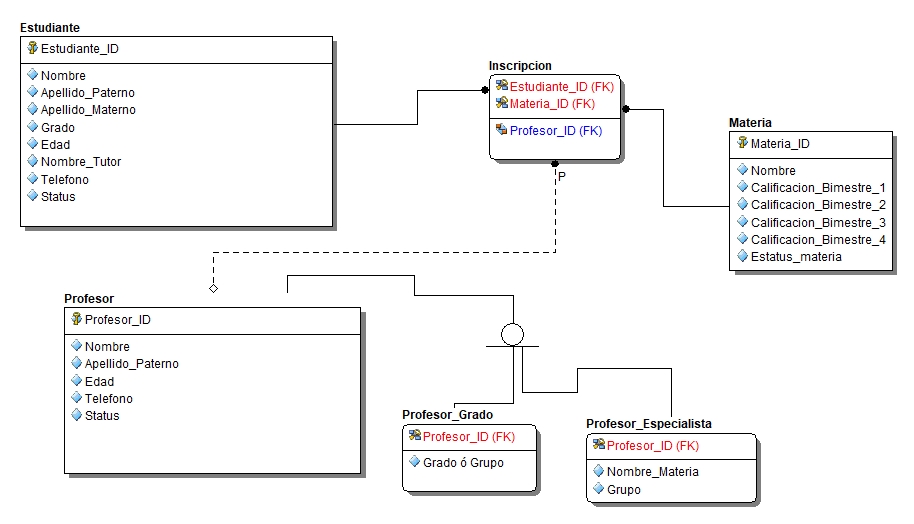 Estudiante
Estudiante_ID
Nombre
Apellido_Paterno
Apellido_Materno
Grado
Edad
Nombre_Tutor
Telefono
Status
Inscripcion
Estudiante_ID (FK)
Materia_ID (FK)
Profesor_ID (FK)
P
Materia
Materia_ID
Nombre
Calificacion_Bimestre_1
Calificacion_Bimestre_2
Calificacion_Bimestre_3
Calificacion_Bimestre_4
Estatus_materia
Profesor
Profesor_ID
Nombre
Apellido_Paterno
Edad
Telefono
Status
Profesor_Grado
Profesor_ID (FK)
Grado ó Grupo
Profesor_Especialista
Profesor_ID (FK)
Nombre_Materia
Grupo